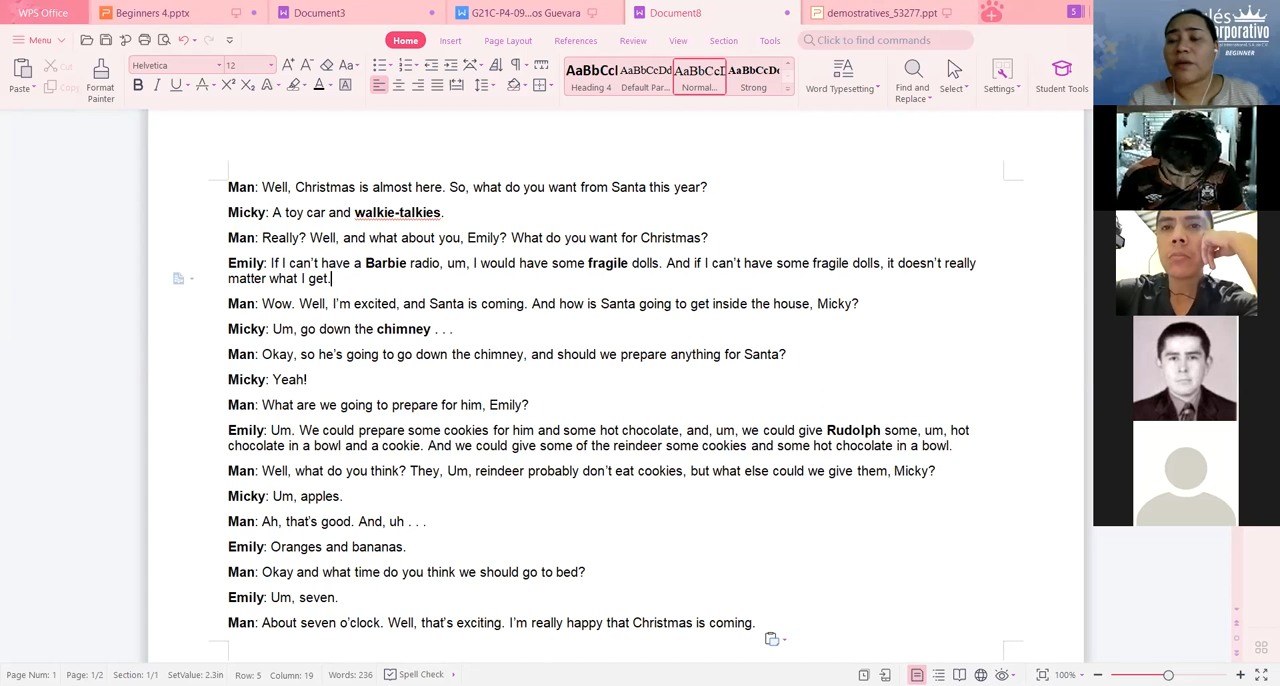 WPS Office Beginners 4.pptx Document3 G21C-P4-09...os Guevara Document8 demostratives_53277.ppt S
Menu Home Insert Page Layout References Review View Section Tools Click to find commands
Helvetica 12 AaBbCcl AaBbCcDd AaBbCcD AaBbCcDd
Paste Cut Copy Format Painter Heading 4 Default Par... Normal... Strong Word Typesetting Find and Replace Select Settings Student Tools
Man: Well, Christmas is almost here. So, what do you want from Santa this year?
Micky: A toy car and walkie-talkies.
Man: Really? Well, and what about you, Emily? What do you want for Christmas?
Emily: If I can't have a Barbie radio, um, I would have some fragile dolls. And if I can't have some fragile dolls, it doesn't really
matter what I get.
Man: Wow. Well, I'm excited, and Santa is coming. And how is Santa going to get inside the house, Micky?
Micky: Um, go down the chimney . . .
Man: Okay, so he's going to go down the chimney, and should we prepare anything for Santa?
Micky: Yeah!
Man: What are we going to prepare for him, Emily?
Emily: Um. We could prepare some cookies for him and some hot chocolate, and, um, we could give Rudolph some, um, hot
chocolate in a bowl and a cookie. And we could give some of the reindeer some cookies and some hot chocolate in a bowl.
Man: Well, what do you think? They, Um, reindeer probably don't eat cookies, but what else could we give them, Micky?
Micky: Um, apples.
Man: Ah, that's good. And, uh . . .
Emily: Oranges and bananas.
Man: Okay and what time do you think we should go to bed?
Emily: Um, seven.
Man: About seven o'clock. Well, that's exciting. I'm really happy that Christmas is coming.
Page Num: 1 Page: 1/2 Section: 1/1 SetValue: 2.3in Row: 5 Column: 19 Words: 236 Spell Check 100%
BEGINNER